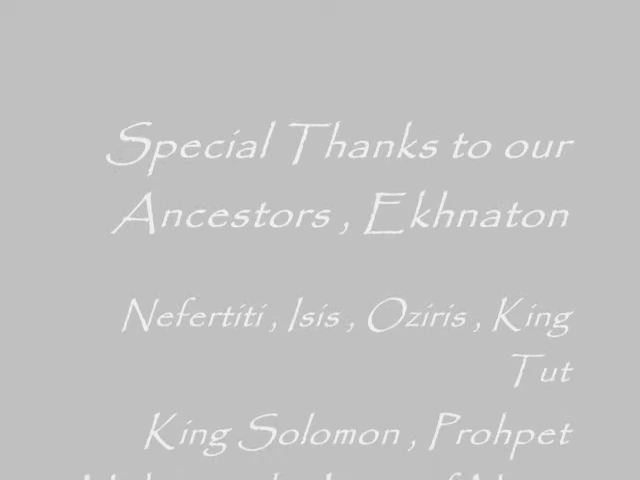 Special Thanks to our
Ancestors , Ekhnaton
Nefertiti , Isis , Oziris , King
Tut
King Solomon , Prohpet